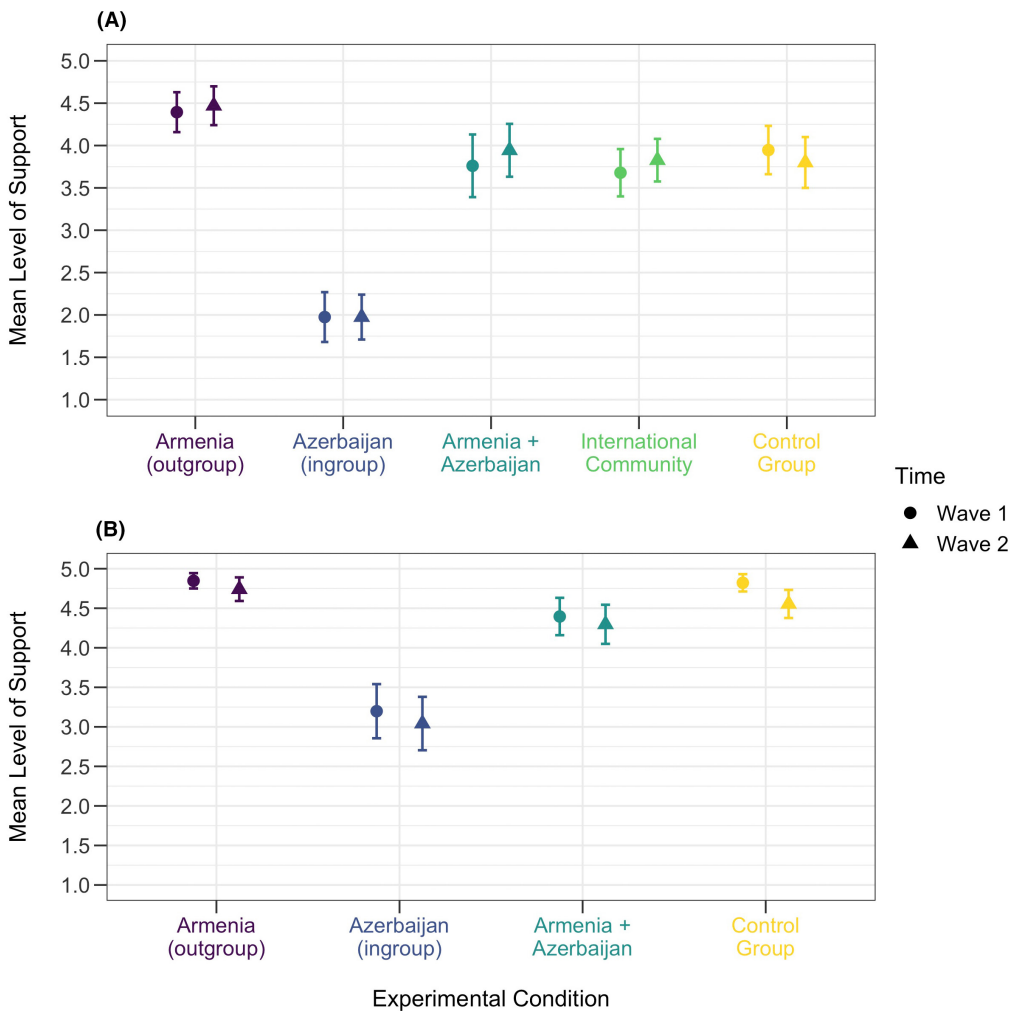 (A)
Mean Level of Support
5.0
4.5
4.0
3.5
3.0
2.5
2.0
1.5
1.0
Armenia
(outgroup)
Azerbaijan
(ingroup)
Armenia +
Azerbaijan
International
Community
Control
Group
Time
Wave 1
Wave 2
(B)
Mean Level of Support
5.0
4.5
4.0
3.5
3.0
2.5
2.0
1.5
1.0
Armenia
(outgroup)
Azerbaijan
(ingroup)
Armenia +
Azerbaijan
Control
Group
Experimental Condition